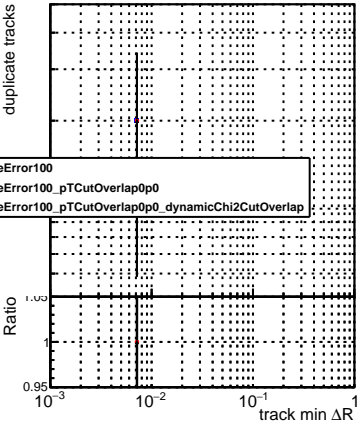 duplicate tracks
eError100
eError100_pTCutOverlap0p0
eError100_pTCutOverlap0p0_dynamicChi2CutOverlap
Ratio
1.05
1
0.95
10−3 10−2 10−1 1
track min ΔR